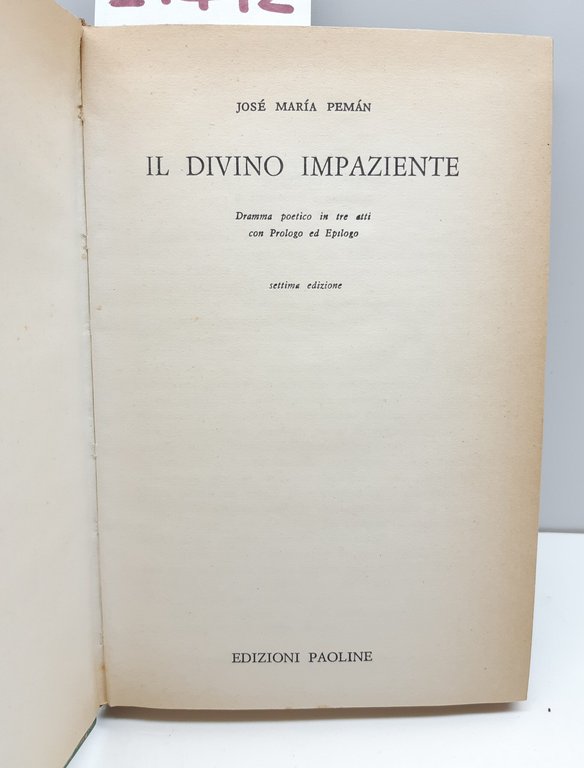 JOSÉ MARÍA PEMÁN
IL DIVINO IMPAZIENTE
Dramma poetico in tre atti
con Prologo ed Epilogo
settima edizione
EDIZIONI PAOLINE